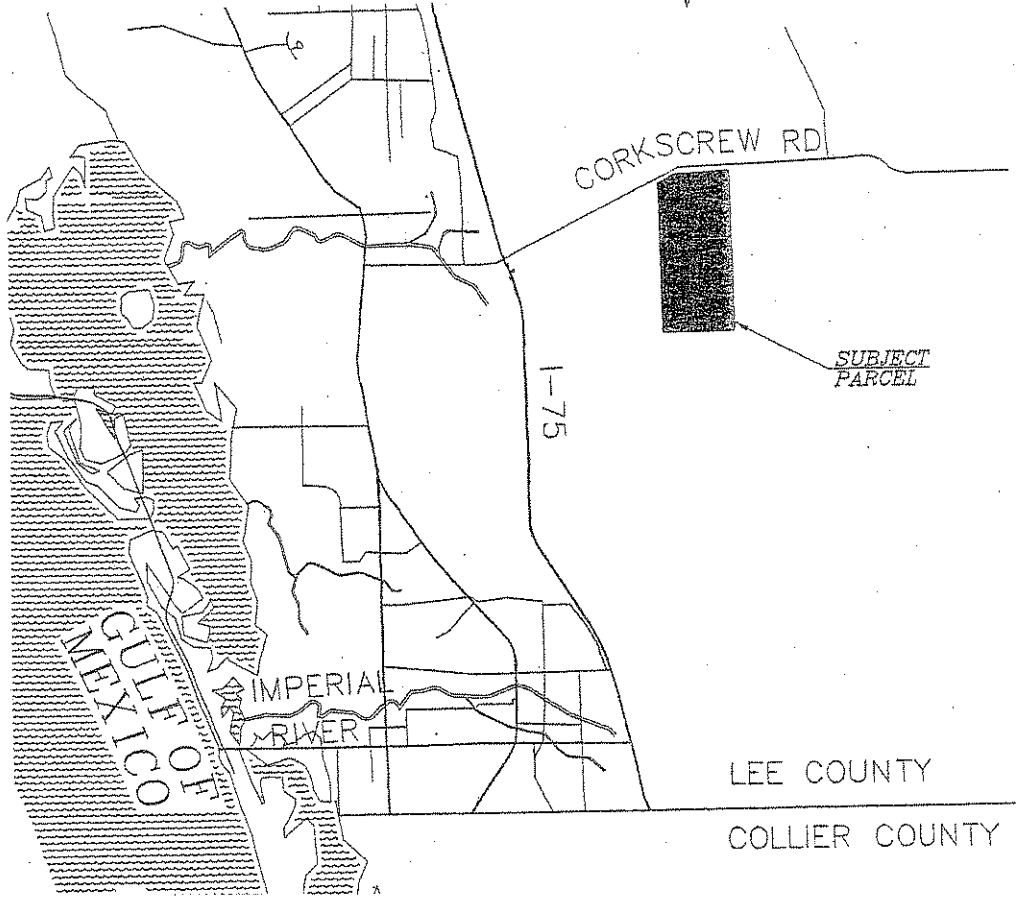 CORKSCREW RD
SUBJECT
PARCEL
I-75
GULF OF
MEXICO
IMPERIAL
RIVER
LEE COUNTY
COLLIER COUNTY